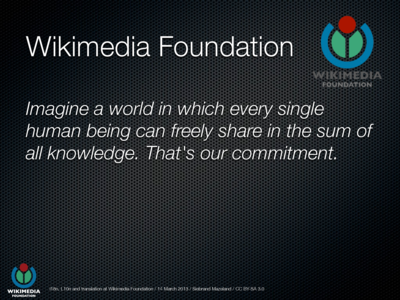 Wikimedia Foundation
WIKIMEDIA
FOUNDATION
Imagine a world in which every single
human being can freely share in the sum of
all knowledge. That's our commitment.
WIKIMEDIA
FOUNDATION
i18n, L10n and translation at Wikimedia Foundation / 14 March 2013 / Siebrand Mazeland / CC BY-SA 3.0